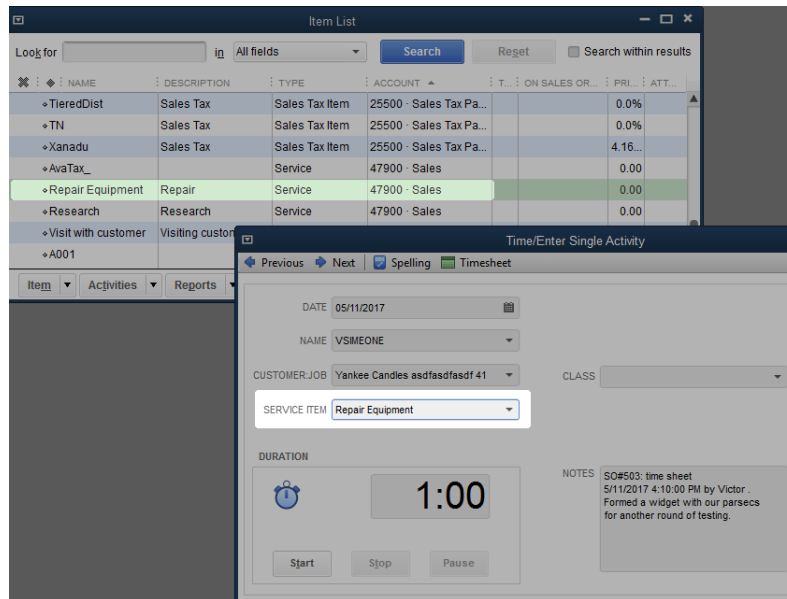 Item List
Look for in All fields Search Reset Search within results
NAME DESCRIPTION TYPE ACCOUNT T... ON SALES OR... PRI... ATT...
TieredDist Sales Tax Sales Tax Item 25500 · Sales Tax Pa... 0.0%
TN Sales Tax Sales Tax Item 25500 · Sales Tax Pa... 0.0%
Xanadu Sales Tax Sales Tax Item 25500 · Sales Tax Pa... 4.16...
AvaTax_ Service 47900 · Sales 0.00
Repair Equipment Repair Service 47900 · Sales 0.00
Research Research Service 47900 · Sales 0.00
Visit with customer Visiting custon
A001
Item Activities Reports
Time/Enter Single Activity
Previous Next Spelling Timesheet
DATE 05/11/2017
NAME VSIMEONE
CUSTOMER:JOB Yankee Candles asdfasdfasdf 41 CLASS
SERVICE ITEM Repair Equipment
DURATION
1:00
Start Stop Pause
NOTES SO#503: time sheet
5/11/2017 4:10:00 PM by Victor .
Formed a widget with our parsecs
for another round of testing.